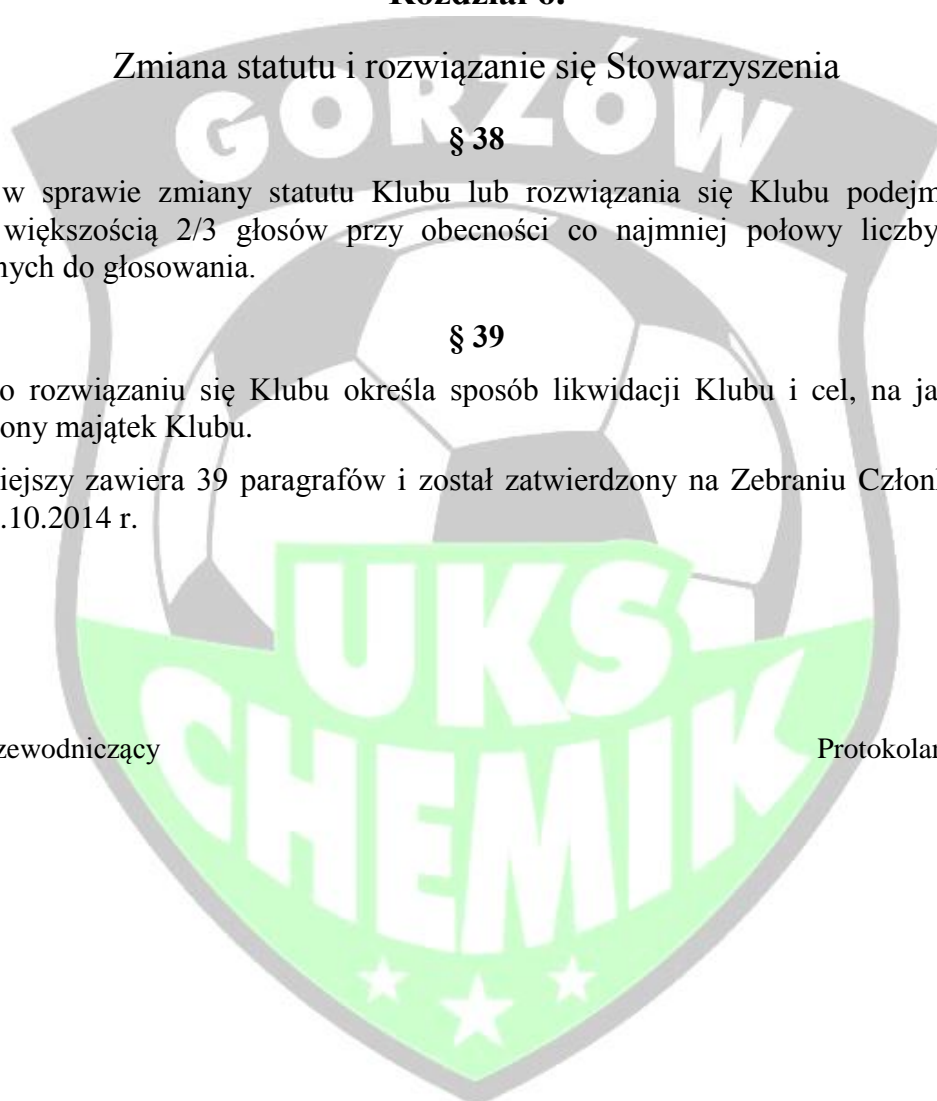 Zmiana statutu i rozwiązanie się Stowarzyszenia
GORZÓW
§ 38
w sprawie zmiany statutu Klubu lub rozwiązania się Klubu podejm
większością 2/3 głosów przy obecności co najmniej połowy liczby
nych do głosowania.
§ 39
o rozwiązaniu się Klubu określa sposób likwidacji Klubu i cel, na ja
ony majątek Klubu.
iejszy zawiera 39 paragrafów i został zatwierdzony na Zebraniu Człon
.10.2014 r.
UKS
CHEMIK
zewodniczący Protokolan